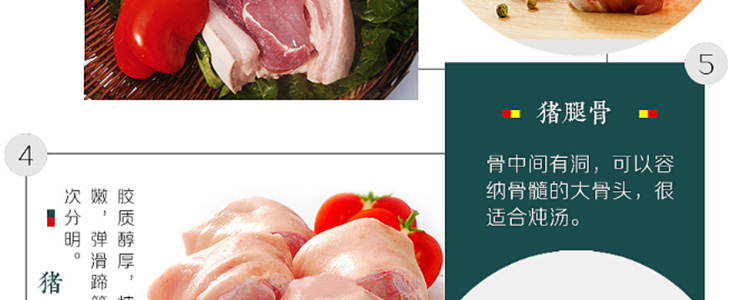 5
猪腿骨
骨中间有洞，可以容
纳骨髓的大骨头，很
适合炖汤。
4
胶质醇厚，
嫩，弹滑蹄筋
次分明。
猪